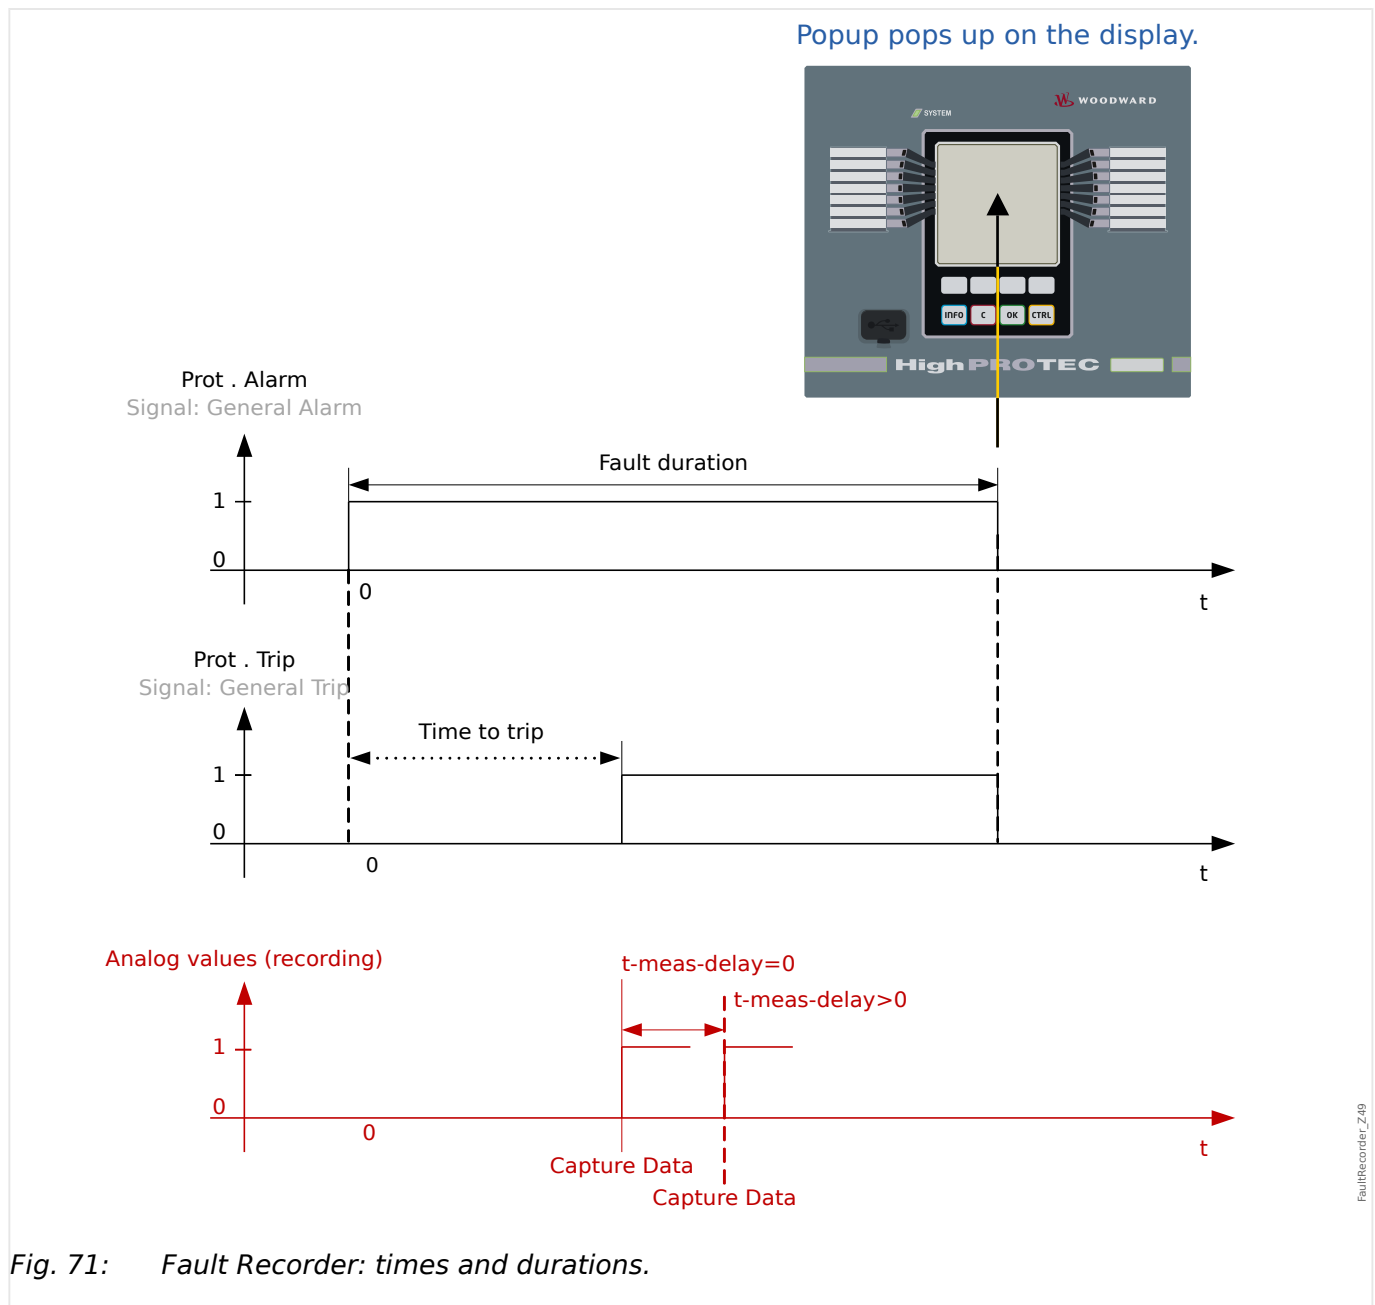 Popup pops up on the display.
WOODWARD
SYSTEM
INFO
C
OK
CTRL
HighPROTEC
Prot . Alarm
Signal: General Alarm
Fault duration
1
0
0
t
Prot . Trip
Signal: General Trip
Time to trip
1
0
0
t
Analog values (recording)
t-meas-delay=0
t-meas-delay>0
1
0
0
t
Capture Data
Capture Data
FaultRecorder_Z49
Fig. 71: Fault Recorder: times and durations.